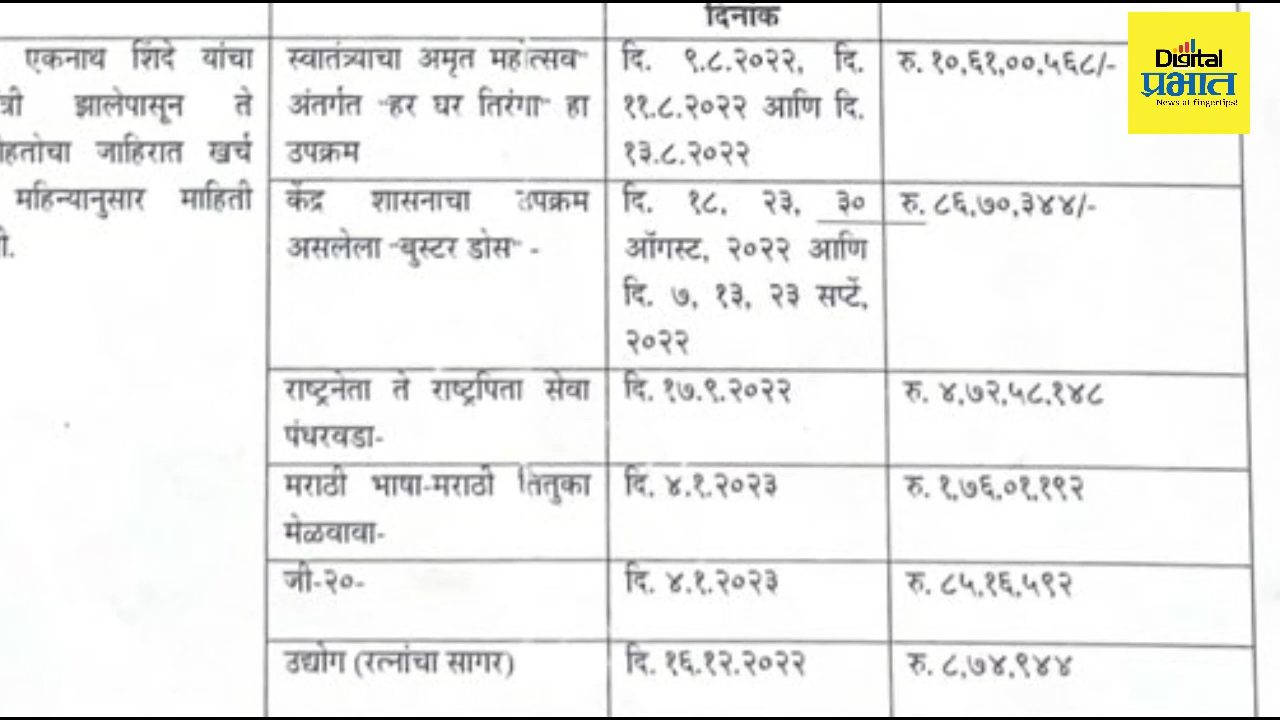 दिनांक
एकनाथ शिंदे यांचा
त्री झालेपासून ते
हितीचा जाहिरात खर्च
महिन्यानुसार माहिती
स्वातंत्र्याचा अमृत महोत्सव"
अंतर्गत "हर घर तिरंगा" हा
उपक्रम
दि. ९.८.२०२२, दि.
११.८.२०२२ आणि दि.
१३.८.२०२२
रु. १०,६१,००,५६८/-
केंद्र शासनाचा उपक्रम
असलेला "बुस्टर डोस" -
दि. १८, २३, ३०
ऑगस्ट, २०२२ आणि
दि. ७, १३, २३ सप्टें,
२०२२
रु. ८६,७०,३४४/-
राष्ट्रनेता ते राष्ट्रपिता सेवा
पंधरवडा-
दि. १७.९.२०२२
रु. ४,७२,५८,१४८
मराठी भाषा-मराठी तितुका
मेळवावा-
दि. ४.१.२०२३
रु. १,७६,०१,१९२
जी-२०-
दि. ४.१.२०२३
रु. ८५,१६,५९२
उद्योग (रत्नांचा सागर)
दि. १६.१२.२०२२
रु. ८,७४,९४४
Digital
प्रभात
News at fingertips!